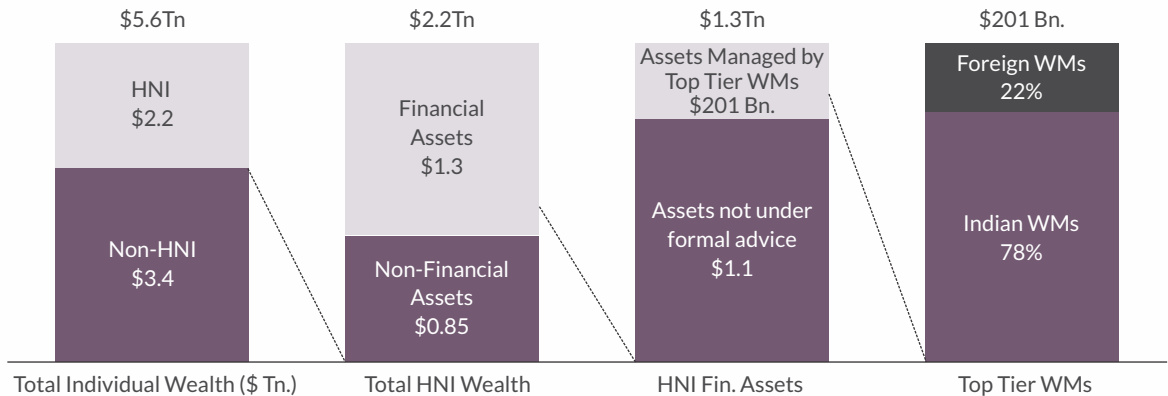 $5.6Tn
HNI
$2.2
Non-HNI
$3.4
Total Individual Wealth ($ Tn.)
$2.2Tn
Financial
Assets
$1.3
Non-Financial
Assets
$0.85
Total HNI Wealth
$1.3Tn
Assets Managed by
Top Tier WMs
$201 Bn.
Assets not under
formal advice
$1.1
HNI Fin. Assets
$201 Bn.
Foreign WMs
22%
Indian WMs
78%
Top Tier WMs